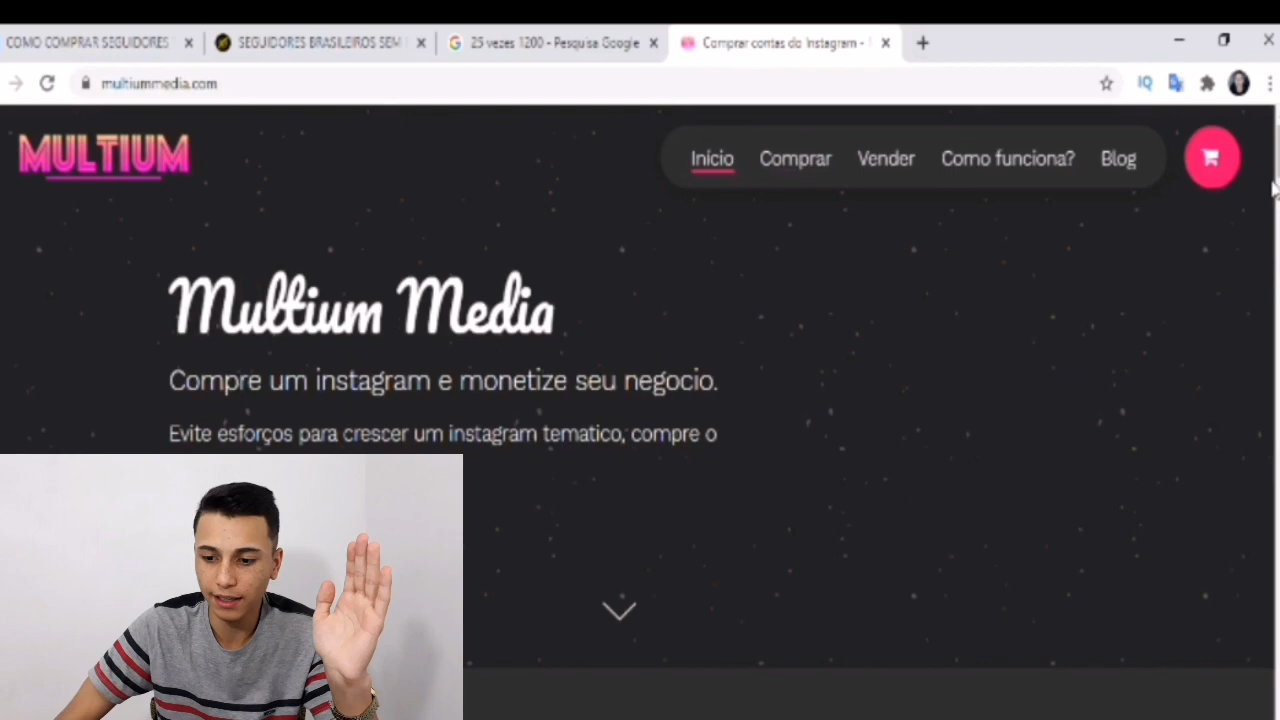 COMO COMPRAR SEGUIDORES
SEGUIDORES BRASILEIROS SEM
25 vezes 1200 - Pesquisa Google
Comprar contas do Instagram -
multiummedia.com
IQ
MULTIUM
Início
Comprar
Vender
Como funciona?
Blog
Multium Media
Compre um instagram e monetize seu negocio.
Evite esforços para crescer um instagram tematico, compre o